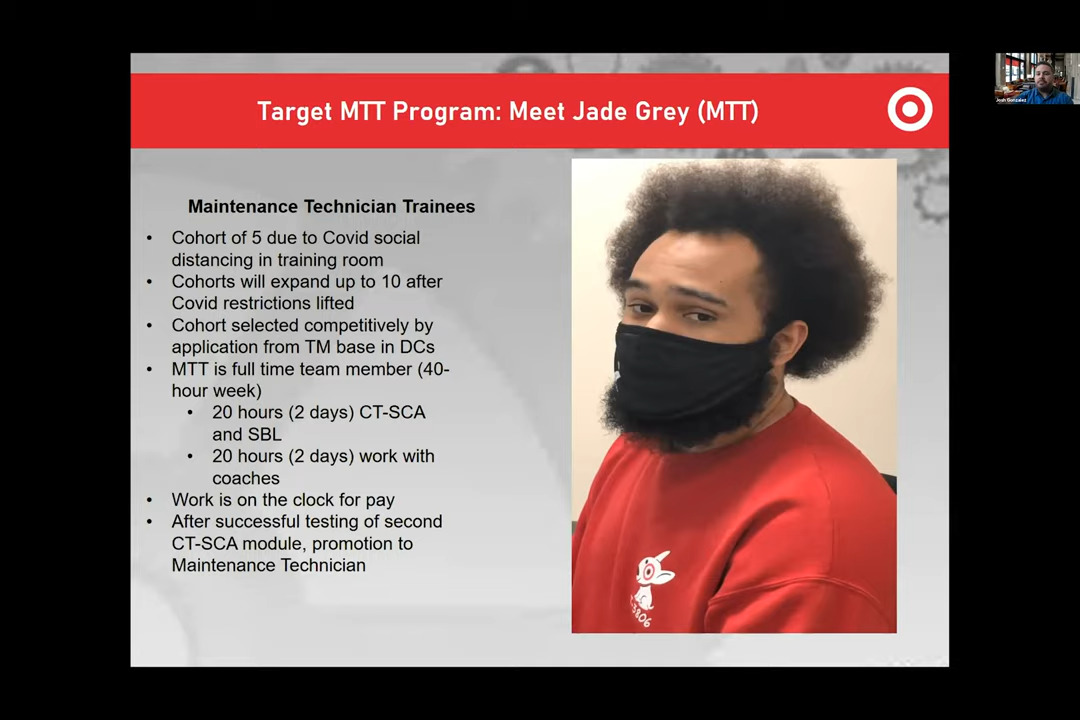 Target MTT Program: Meet Jade Grey (MTT)
Josh Gonzalez
Maintenance Technician Trainees
• Cohort of 5 due to Covid social
distancing in training room
• Cohorts will expand up to 10 after
Covid restrictions lifted
• Cohort selected competitively by
application from TM base in DCs
• MTT is full time team member (40-
hour week)
• 20 hours (2 days) CT-SCA
and SBL
• 20 hours (2 days) work with
coaches
• Work is on the clock for pay
• After successful testing of second
CT-SCA module, promotion to
Maintenance Technician
T-3806